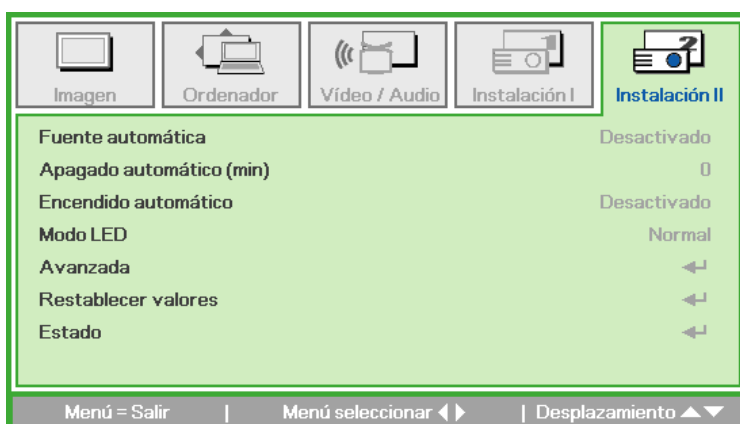 Imagen Ordenador Vídeo / Audio Instalación I Instalación II
Fuente automática Desactivado
Apagado automático (min) 0
Encendido automático Desactivado
Modo LED Normal
Avanzada
Restablecer valores
Estado
Menú = Salir | Menú seleccionar | Desplazamiento